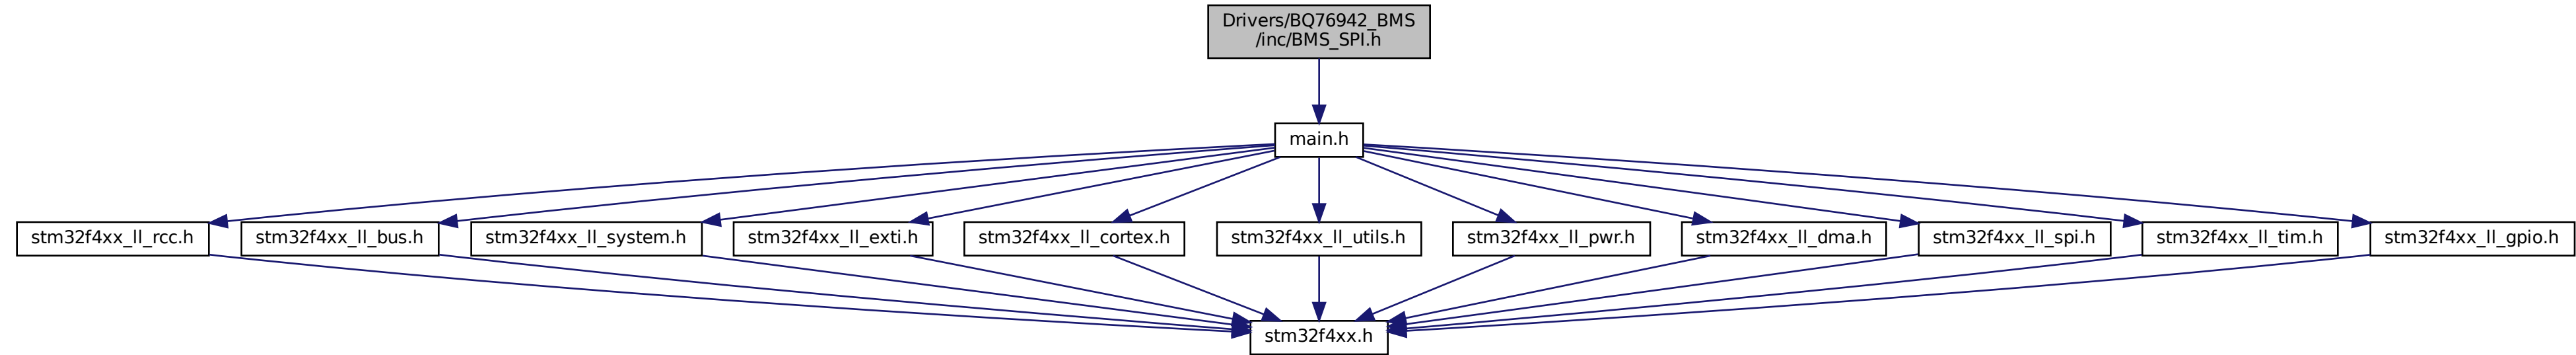 Drivers/BQ76942_BMS
/inc/BMS_SPI.h
main.h
stm32f4xx_ll_rcc.h
stm32f4xx_ll_bus.h
stm32f4xx_ll_system.h
stm32f4xx_ll_exti.h
stm32f4xx_ll_cortex.h
stm32f4xx_ll_utils.h
stm32f4xx_ll_pwr.h
stm32f4xx_ll_dma.h
stm32f4xx_ll_spi.h
stm32f4xx_ll_tim.h
stm32f4xx_ll_gpio.h
stm32f4xx.h